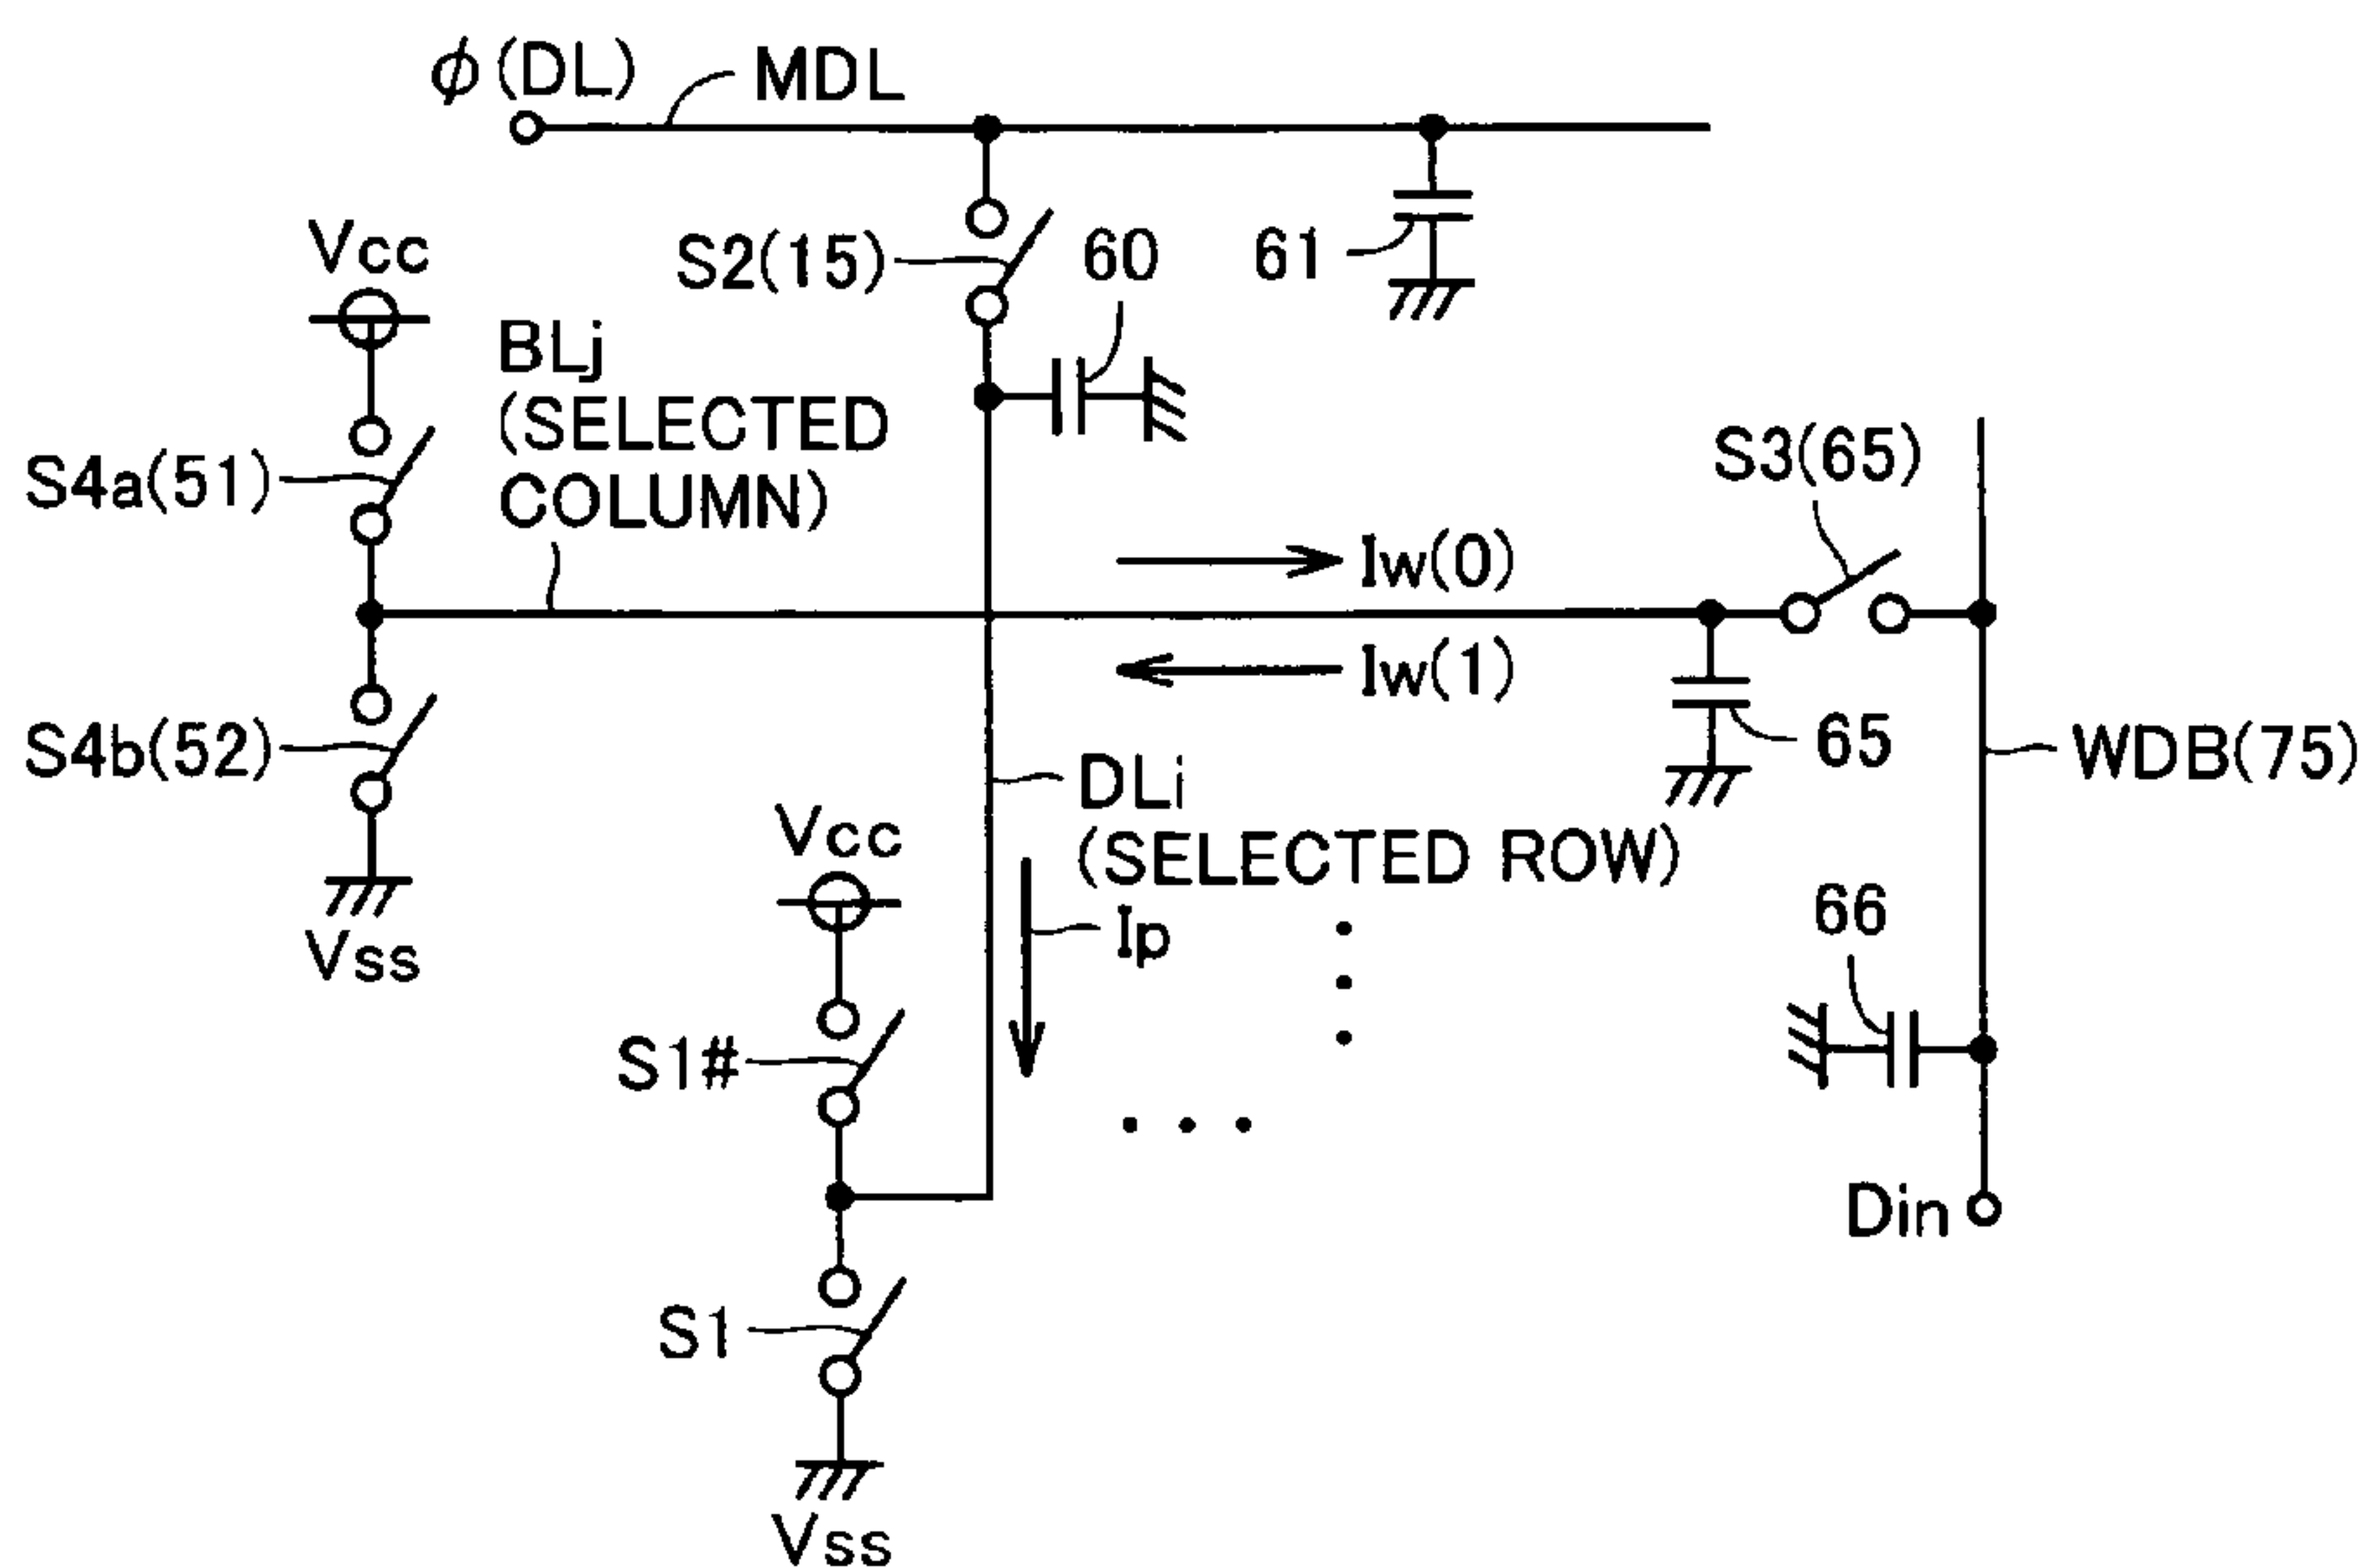 φ(DL)
MDL
Vcc
S2(15)
60
61
BLj
(SELECTED
COLUMN)
S4a(51)
S3(65)
Iw(0)
Iw(1)
S4b(52)
65
WDB(75)
DLi
(SELECTED ROW)
Vcc
Vss
Ip
66
S1#
Din
S1
Vss